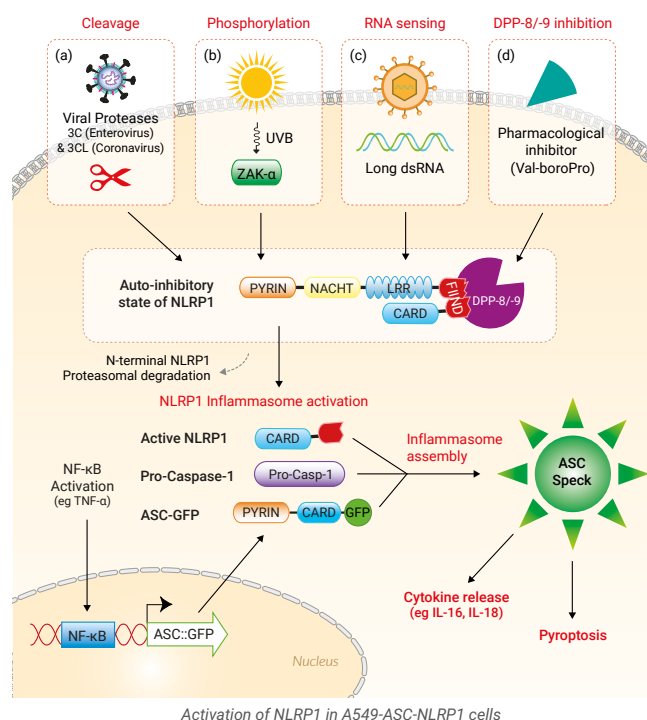 Cleavage
Phosphorylation
RNA sensing
DPP-8/-9 inhibition
(a)
Viral Proteases
3C (Enterovirus)
& 3CL (Coronavirus)
(b)
UVB
ZAK-α
(c)
Long dsRNA
(d)
Pharmacological
inhibitor
(Val-boroPro)
Auto-inhibitory
state of NLRP1
PYRIN
NACHT
LRR
FIIND
CARD
DPP-8/-9
N-terminal NLRP1
Proteasomal degradation
NLRP1 Inflammasome activation
Active NLRP1
CARD
Pro-Caspase-1
Pro-Casp-1
ASC-GFP
PYRIN
CARD
GFP
Inflammasome
assembly
ASC
Speck
NF-κB
Activation
(eg TNF-α)
Cytokine release
(eg IL-16, IL-18)
Pyroptosis
NF-κB
ASC::GFP
Nucleus
Activation of NLRP1 in A549-ASC-NLRP1 cells